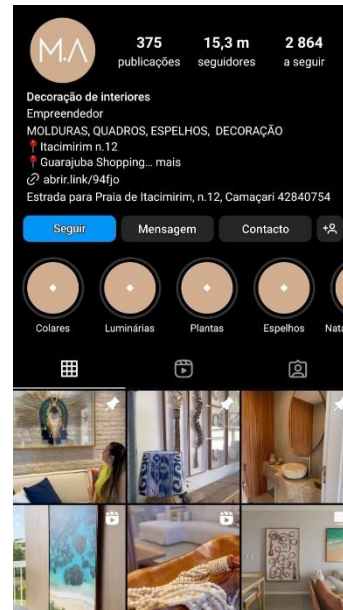 M.A
375 15,3 m 2 864
publicações seguidores a seguir
Decoração de interiores
Empreendedor
MOLDURAS, QUADROS, ESPELHOS, DECORAÇÃO
📍Itacimirim n.12
📍Guarajuba Shopping... mais
abrir.link/94fjo
Estrada para Praia de Itacimirim, n.12, Camaçari 42840754
Seguir Mensagem Contacto
Colares Luminárias Plantas Espelhos Nata